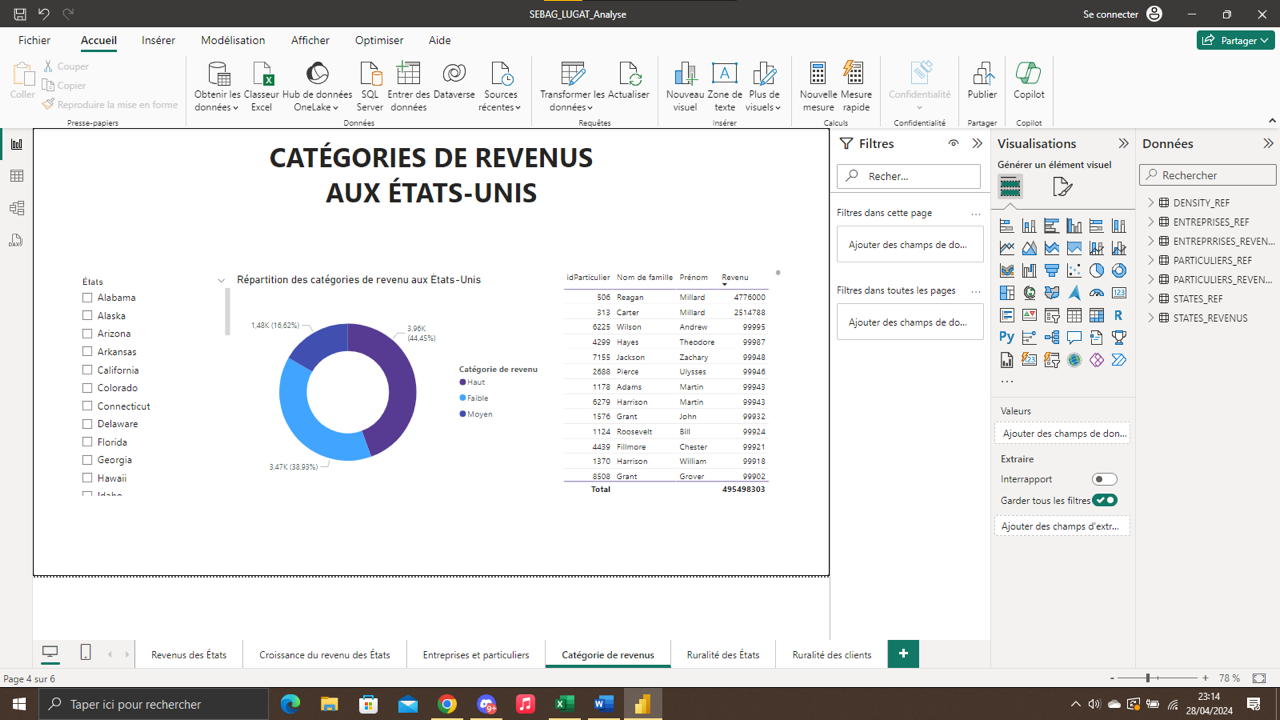 SEBAG_LUGAT_Analyse
Se connecter
Fichier Accueil Insérer Modélisation Afficher Optimiser Aide Partager
Coller
Couper
Copier
Reproduire la mise en forme
Presse-papiers
Obtenir les données
Classeur Excel
Hub de données OneLake
SQL Server
Entrer des données
Dataverse
Sources récentes
Données
Transformer les données
Actualiser
Requêtes
Nouveau visuel
Zone de texte
Plus de visuels
Insérer
Nouvelle mesure
Mesure rapide
Calculs
Confidentialité
Confidentialité
Publier
Partager
Copilot
Copilot
CATÉGORIES DE REVENUS
AUX ÉTATS-UNIS
États
Alabama
Alaska
Arizona
Arkansas
California
Colorado
Connecticut
Delaware
Florida
Georgia
Hawaii
Idaho
Répartition des catégories de revenu aux États-Unis
1,48K (16,62%)
3,96K
(44,45%)
3,47K (38,93%)
Catégorie de revenu
Haut
Faible
Moyen
idParticulier Nom de famille Prénom Revenu
506 Reagan Millard 4776000
313 Carter Millard 2514788
6225 Wilson Andrew 99995
4299 Hayes Theodore 99987
7155 Jackson Zachary 99948
2688 Pierce Ulysses 99946
1178 Adams Martin 99943
6279 Harrison Martin 99943
1576 Grant John 99932
1124 Roosevelt Bill 99924
4439 Fillmore Chester 99921
1370 Harrison William 99918
8508 Grant Grover 99902
Total 495498303
Filtres
Recher...
Filtres dans cette page ...
Ajouter des champs de do...
Filtres dans toutes les pages ...
Ajouter des champs de do...
Visualisations
Générer un élément visuel
123
R
Py
...
Valeurs
Ajouter des champs de don...
Extraire
Interrapport
Garder tous les filtres
Ajouter des champs d'extr...
Données
Rechercher
DENSITY_REF
ENTREPRISES_REF
ENTREPRRISES_REVEN...
PARTICULIERS_REF
PARTICULIERS_REVEN...
STATES_REF
STATES_REVENUS
Revenus des États Croissance du revenu des États Entreprises et particuliers Catégorie de revenus Ruralité des États Ruralité des clients +
Page 4 sur 6
- + 78 %
Taper ici pour rechercher
9+
23:14
28/04/2024